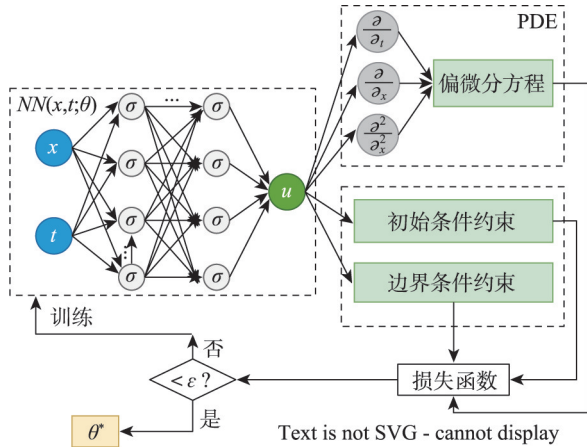 PDE
∂/∂t
∂/∂x
∂²/∂x²
偏微分方程
NN(x,t;θ)
σ ... σ
x
σ σ
u
t
σ σ
⋮
σ σ
初始条件约束
边界条件约束
训练
否
< ε ?
损失函数
是
θ*
Text is not SVG - cannot display